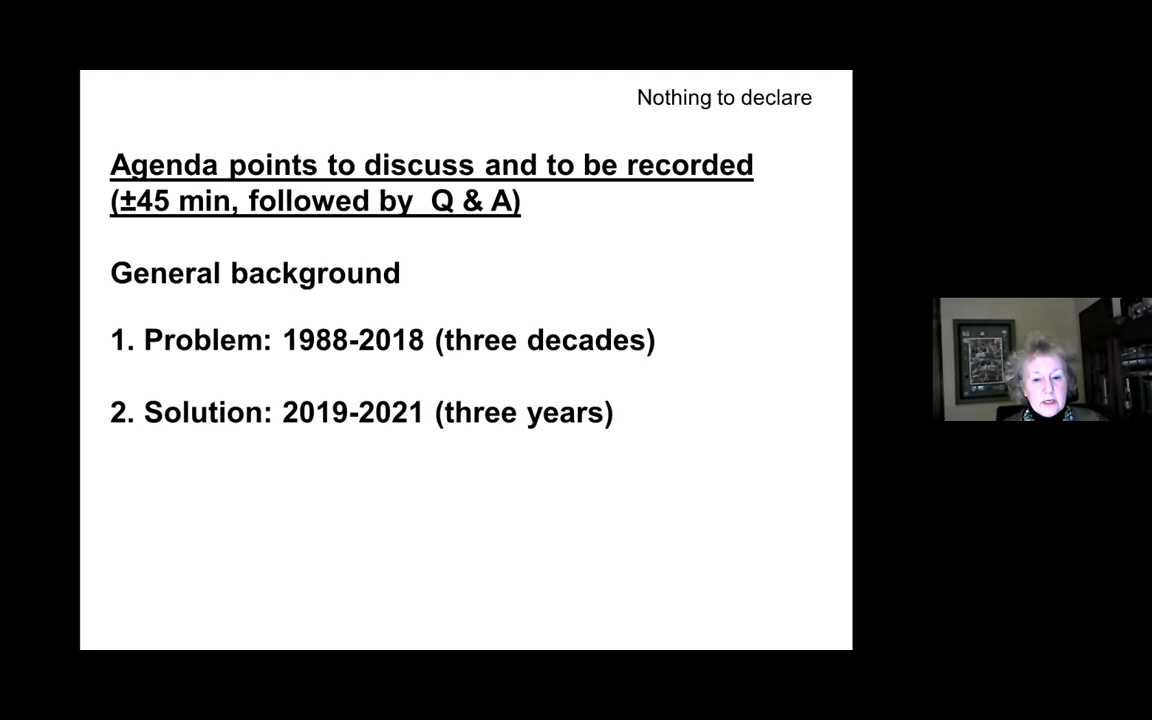 Nothing to declare
Agenda points to discuss and to be recorded
(±45 min, followed by Q & A)
General background
1. Problem: 1988-2018 (three decades)
2. Solution: 2019-2021 (three years)